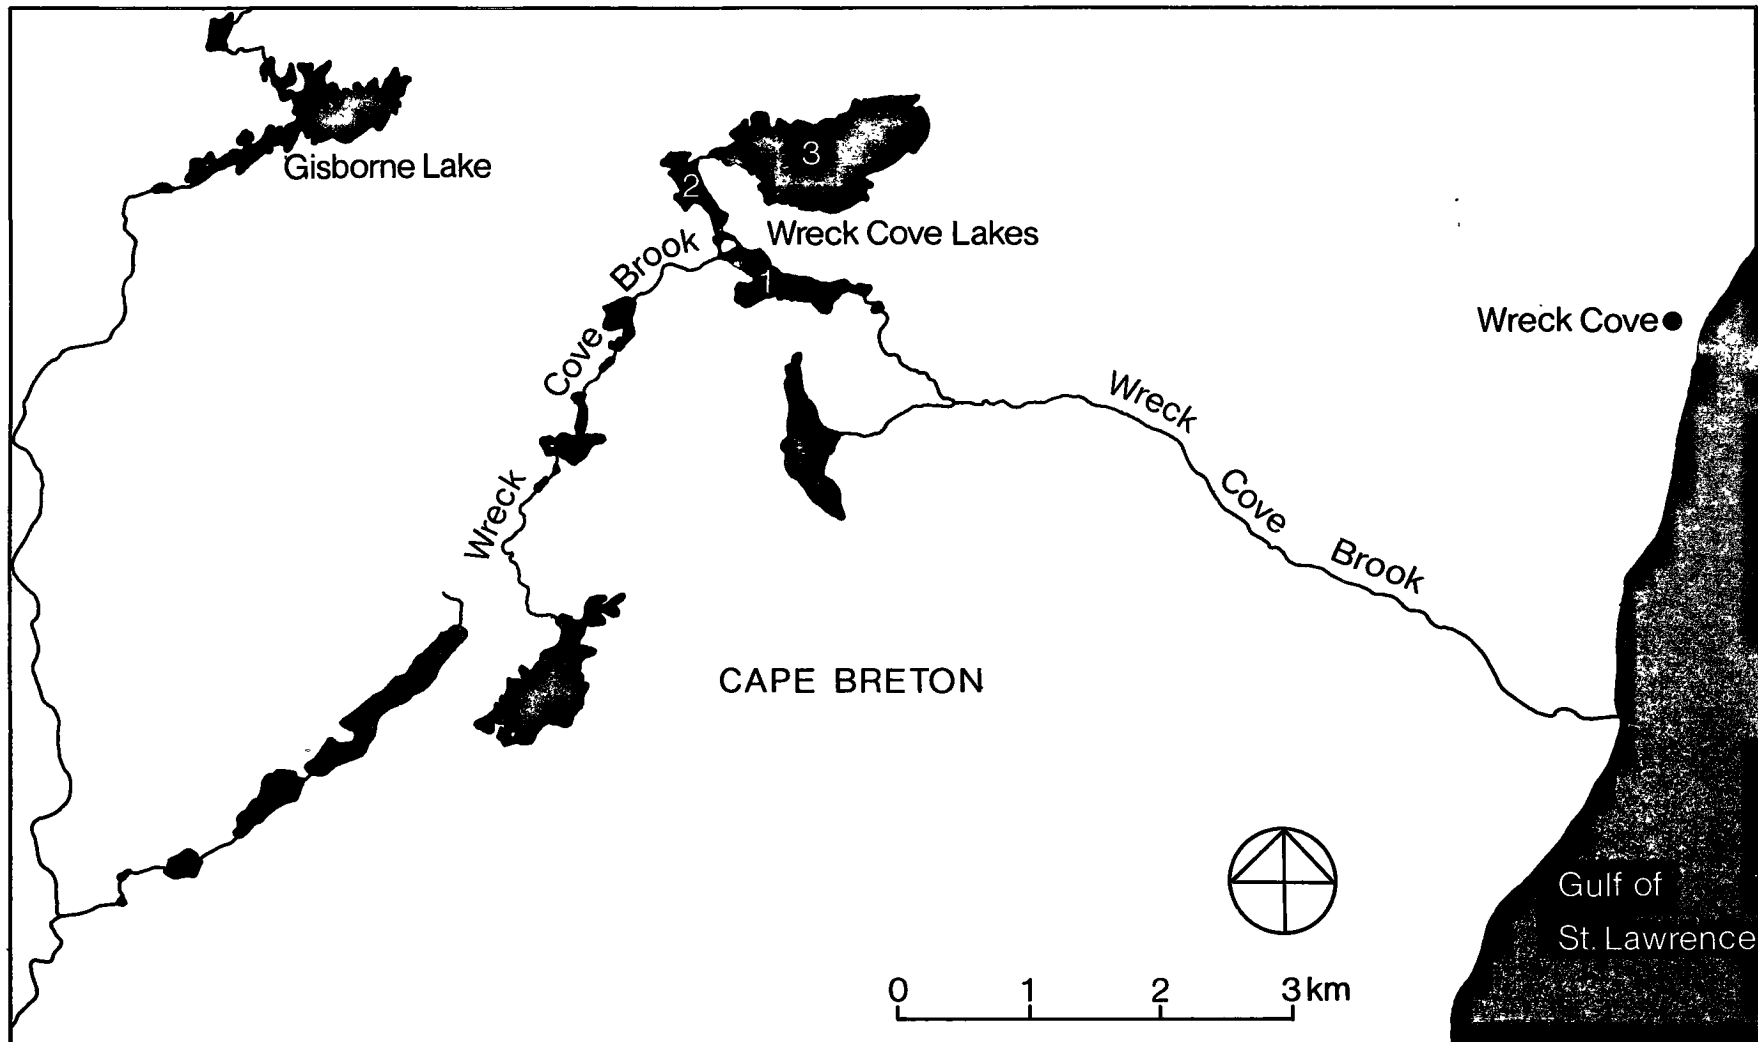 3
Gisborne Lake
2
Wreck Cove Lakes
1
Wreck Cove Brook
Wreck Cove
Wreck Cove Brook
CAPE BRETON
Gulf of
St. Lawrence
0 1 2 3 km